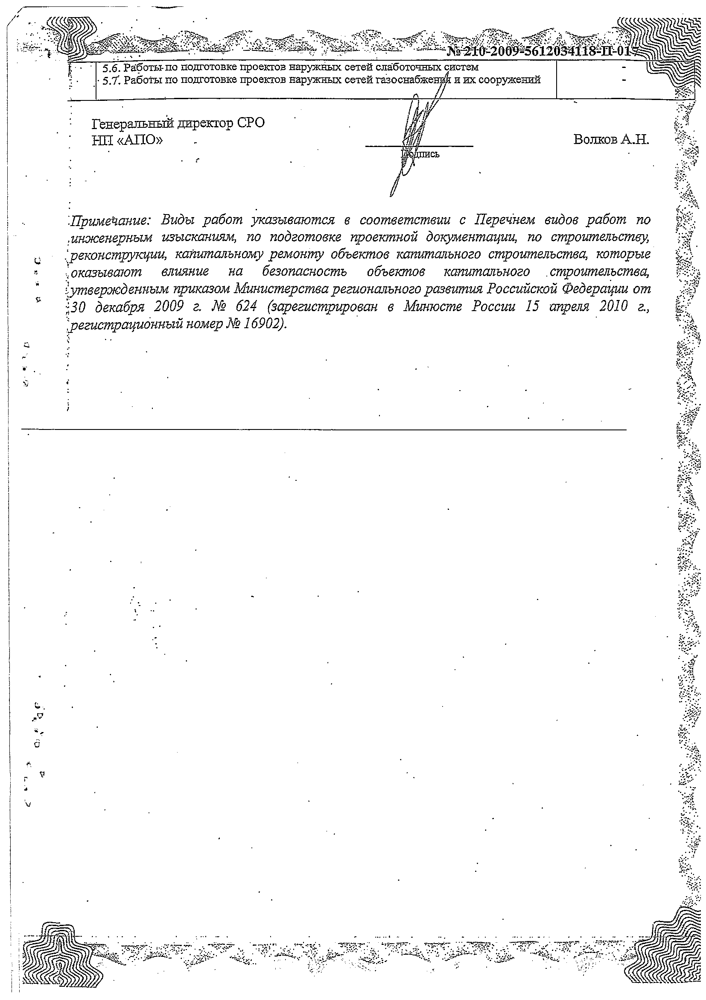 № 210-2009-5612034118-П-017
5.6. Работы по подготовке проектов наружных сетей слаботочных систем -
5.7. Работы по подготовке проектов наружных сетей газоснабжения и их сооружений -
Генеральный директор СРО
НП «АПО»
Волков А.Н.
Подпись
Примечание: Виды работ указываются в соответствии с Перечнем видов работ по
инженерным изысканиям, по подготовке проектной документации, по строительству,
реконструкции, капитальному ремонту объектов капитального строительства, которые
оказывают влияние на безопасность объектов капитального строительства,
утвержденным приказом Министерства регионального развития Российской Федерации от
30 декабря 2009 г. № 624 (зарегистрирован в Минюсте России 15 апреля 2010 г.,
регистрационный номер № 16902).